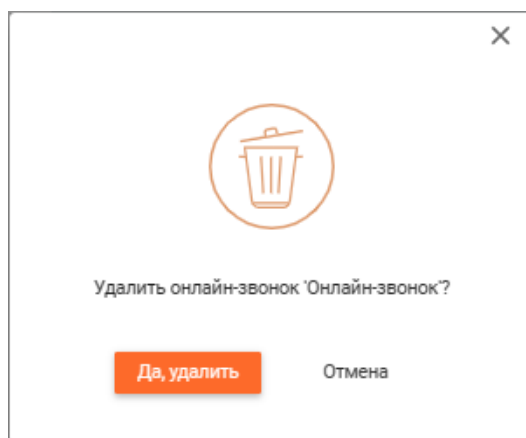 Удалить онлайн-звонок 'Онлайн-звонок'?
Да, удалить
Отмена